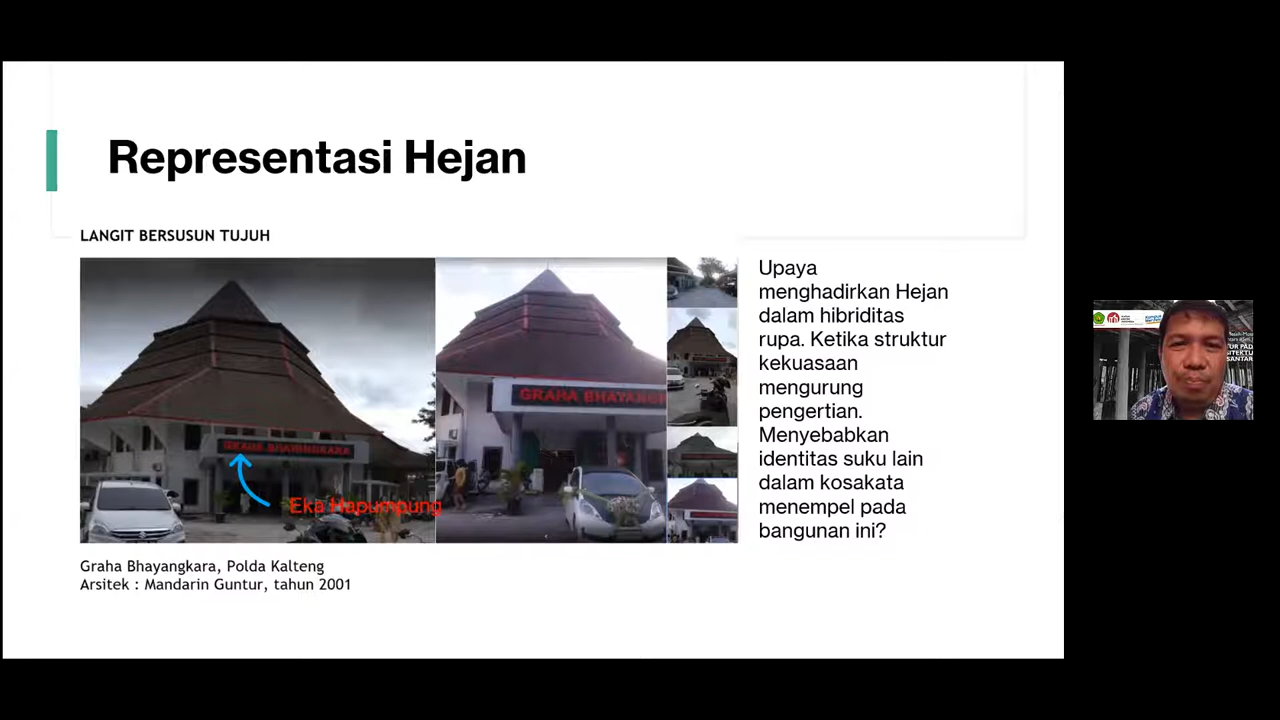 Representasi Hejan
LANGIT BERSUSUN TUJUH
GRAHA BHAYANGKARA
Eka Hapumpung
GRAHA BHAYANGK
Upaya
menghadirkan Hejan
dalam hibriditas
rupa. Ketika struktur
kekuasaan
mengurung
pengertian.
Menyebabkan
identitas suku lain
dalam kosakata
menempel pada
bangunan ini?
Graha Bhayangkara, Polda Kalteng
Arsitek : Mandarin Guntur, tahun 2001